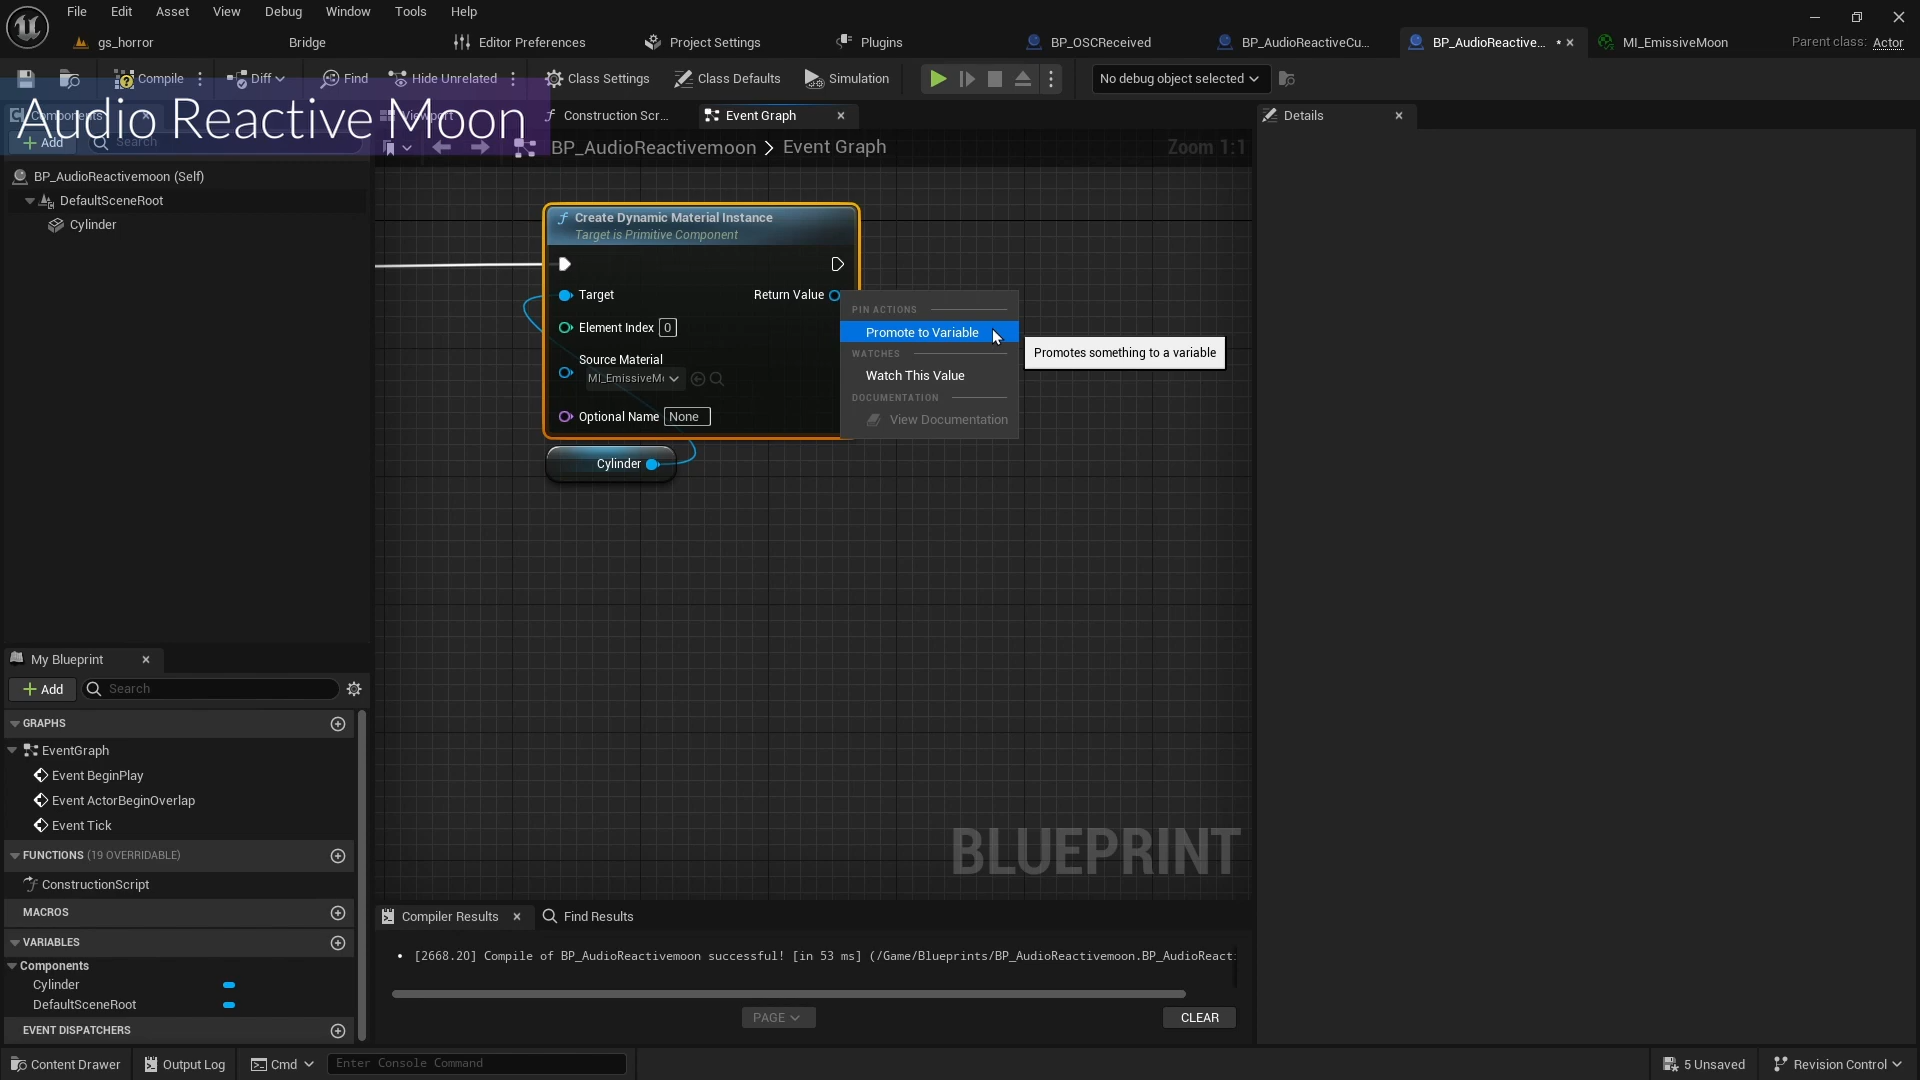 File Edit Asset View Debug Window Tools Help
gs_horror Bridge Editor Preferences Project Settings Plugins BP_OSCReceived BP_AudioReactiveCu... BP_AudioReactive... MI_EmissiveMoon Parent class: Actor
Compile Diff Find Hide Unrelated Class Settings Class Defaults Simulation No debug object selected
Audio Reactive Moon
Components Viewport Construction Scr... Event Graph Details
Add Search
BP_AudioReactivemoon > Event Graph Zoom 1:1
BP_AudioReactivemoon (Self)
DefaultSceneRoot
Cylinder
Create Dynamic Material Instance
Target is Primitive Component
Target Return Value
Element Index 0
Source Material
MI_EmissiveM
Optional Name None
Cylinder
PIN ACTIONS
Promote to Variable
WATCHES
Watch This Value
DOCUMENTATION
View Documentation
Promotes something to a variable
BLUEPRINT
My Blueprint
Add Search
GRAPHS
EventGraph
Event BeginPlay
Event ActorBeginOverlap
Event Tick
FUNCTIONS (19 OVERRIDABLE)
ConstructionScript
MACROS
VARIABLES
Components
Cylinder
DefaultSceneRoot
EVENT DISPATCHERS
Compiler Results Find Results
[2668.20] Compile of BP_AudioReactivemoon successful! [in 53 ms] (/Game/Blueprints/BP_AudioReactivemoon.BP_AudioReact
PAGE CLEAR
Content Drawer Output Log Cmd Enter Console Command 5 Unsaved Revision Control